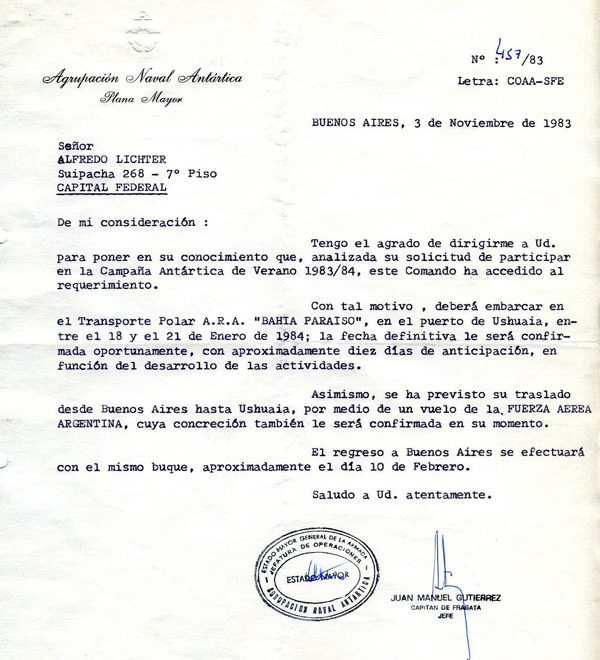 Agrupación Naval Antártica
Plana Mayor
Nº : 457/83
Letra: COAA-SFE
BUENOS AIRES, 3 de Noviembre de 1983
Señor
ALFREDO LICHTER
Suipacha 268 - 7° Piso
CAPITAL FEDERAL
De mi consideración :
Tengo el agrado de dirigirme a Ud.
para poner en su conocimiento que, analizada su solicitud de participar
en la Campaña Antártica de Verano 1983/84, este Comando ha accedido al
requerimiento.
Con tal motivo , deberá embarcar en
el Transporte Polar A.R.A. "BAHIA PARAISO", en el puerto de Ushuaia, en-
tre el 18 y el 21 de Enero de 1984; la fecha definitiva le será confir-
mada oportunamente, con aproximadamente diez días de anticipación, en
función del desarrollo de las actividades.
Asimismo, se ha previsto su traslado
desde Buenos Aires hasta Ushuaia, por medio de un vuelo de la FUERZA AEREA
ARGENTINA, cuya concreción también le será confirmada en su momento.
El regreso a Buenos Aires se efectuará
con el mismo buque, aproximadamente el día 10 de Febrero.
Saludo a Ud. atentamente.
ESTADO MAYOR GENERAL DE LA ARMADA
JEFATURA DE OPERACIONES
ESTADO MAYOR
AGRUPACION NAVAL ANTARTICA
JUAN MANUEL GUTIERREZ
CAPITAN DE FRAGATA
JEFE